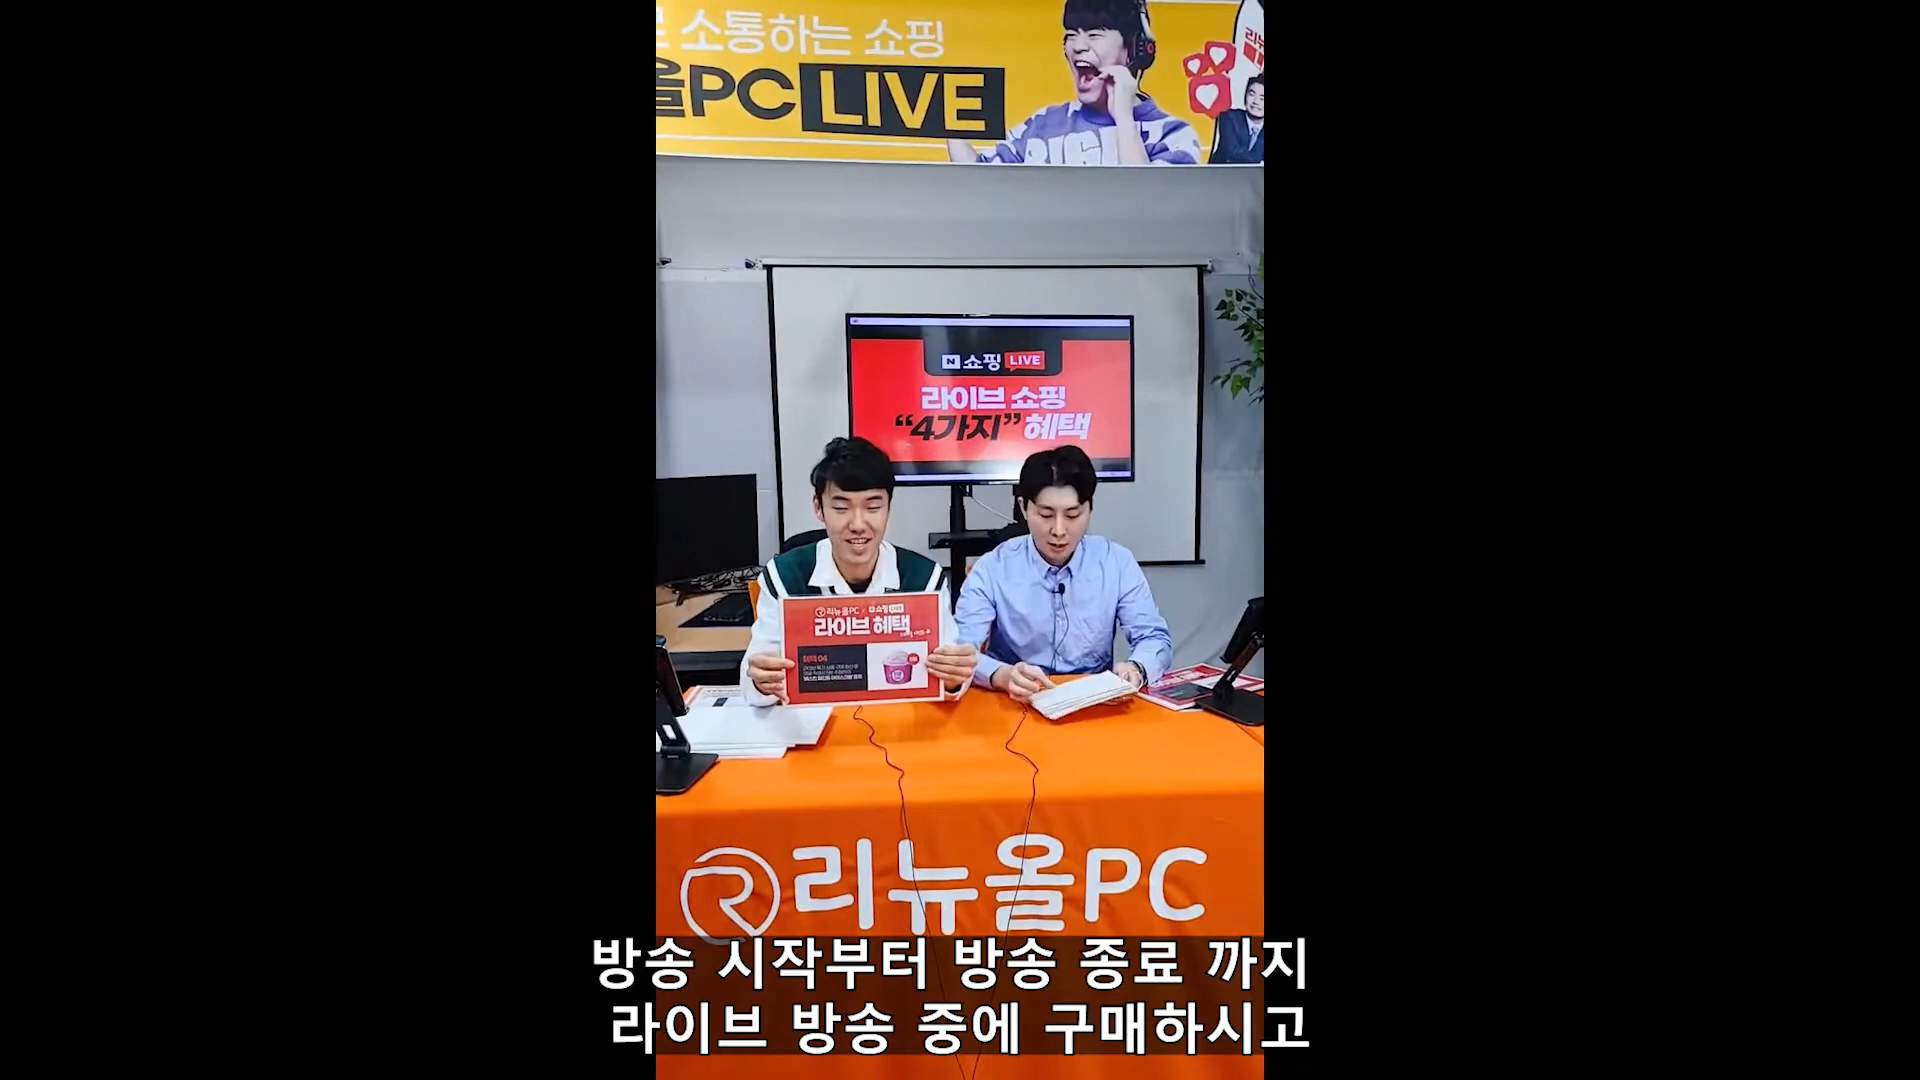 소통하는 쇼핑
올PC LIVE
N 쇼핑 LIVE
라이브 쇼핑
“4가지” 혜택
리뉴올PC x N 쇼핑 LIVE
라이브 혜택
혜택 04
리뉴올PC
방송 시작부터 방송 종료 까지
라이브 방송 중에 구매하시고